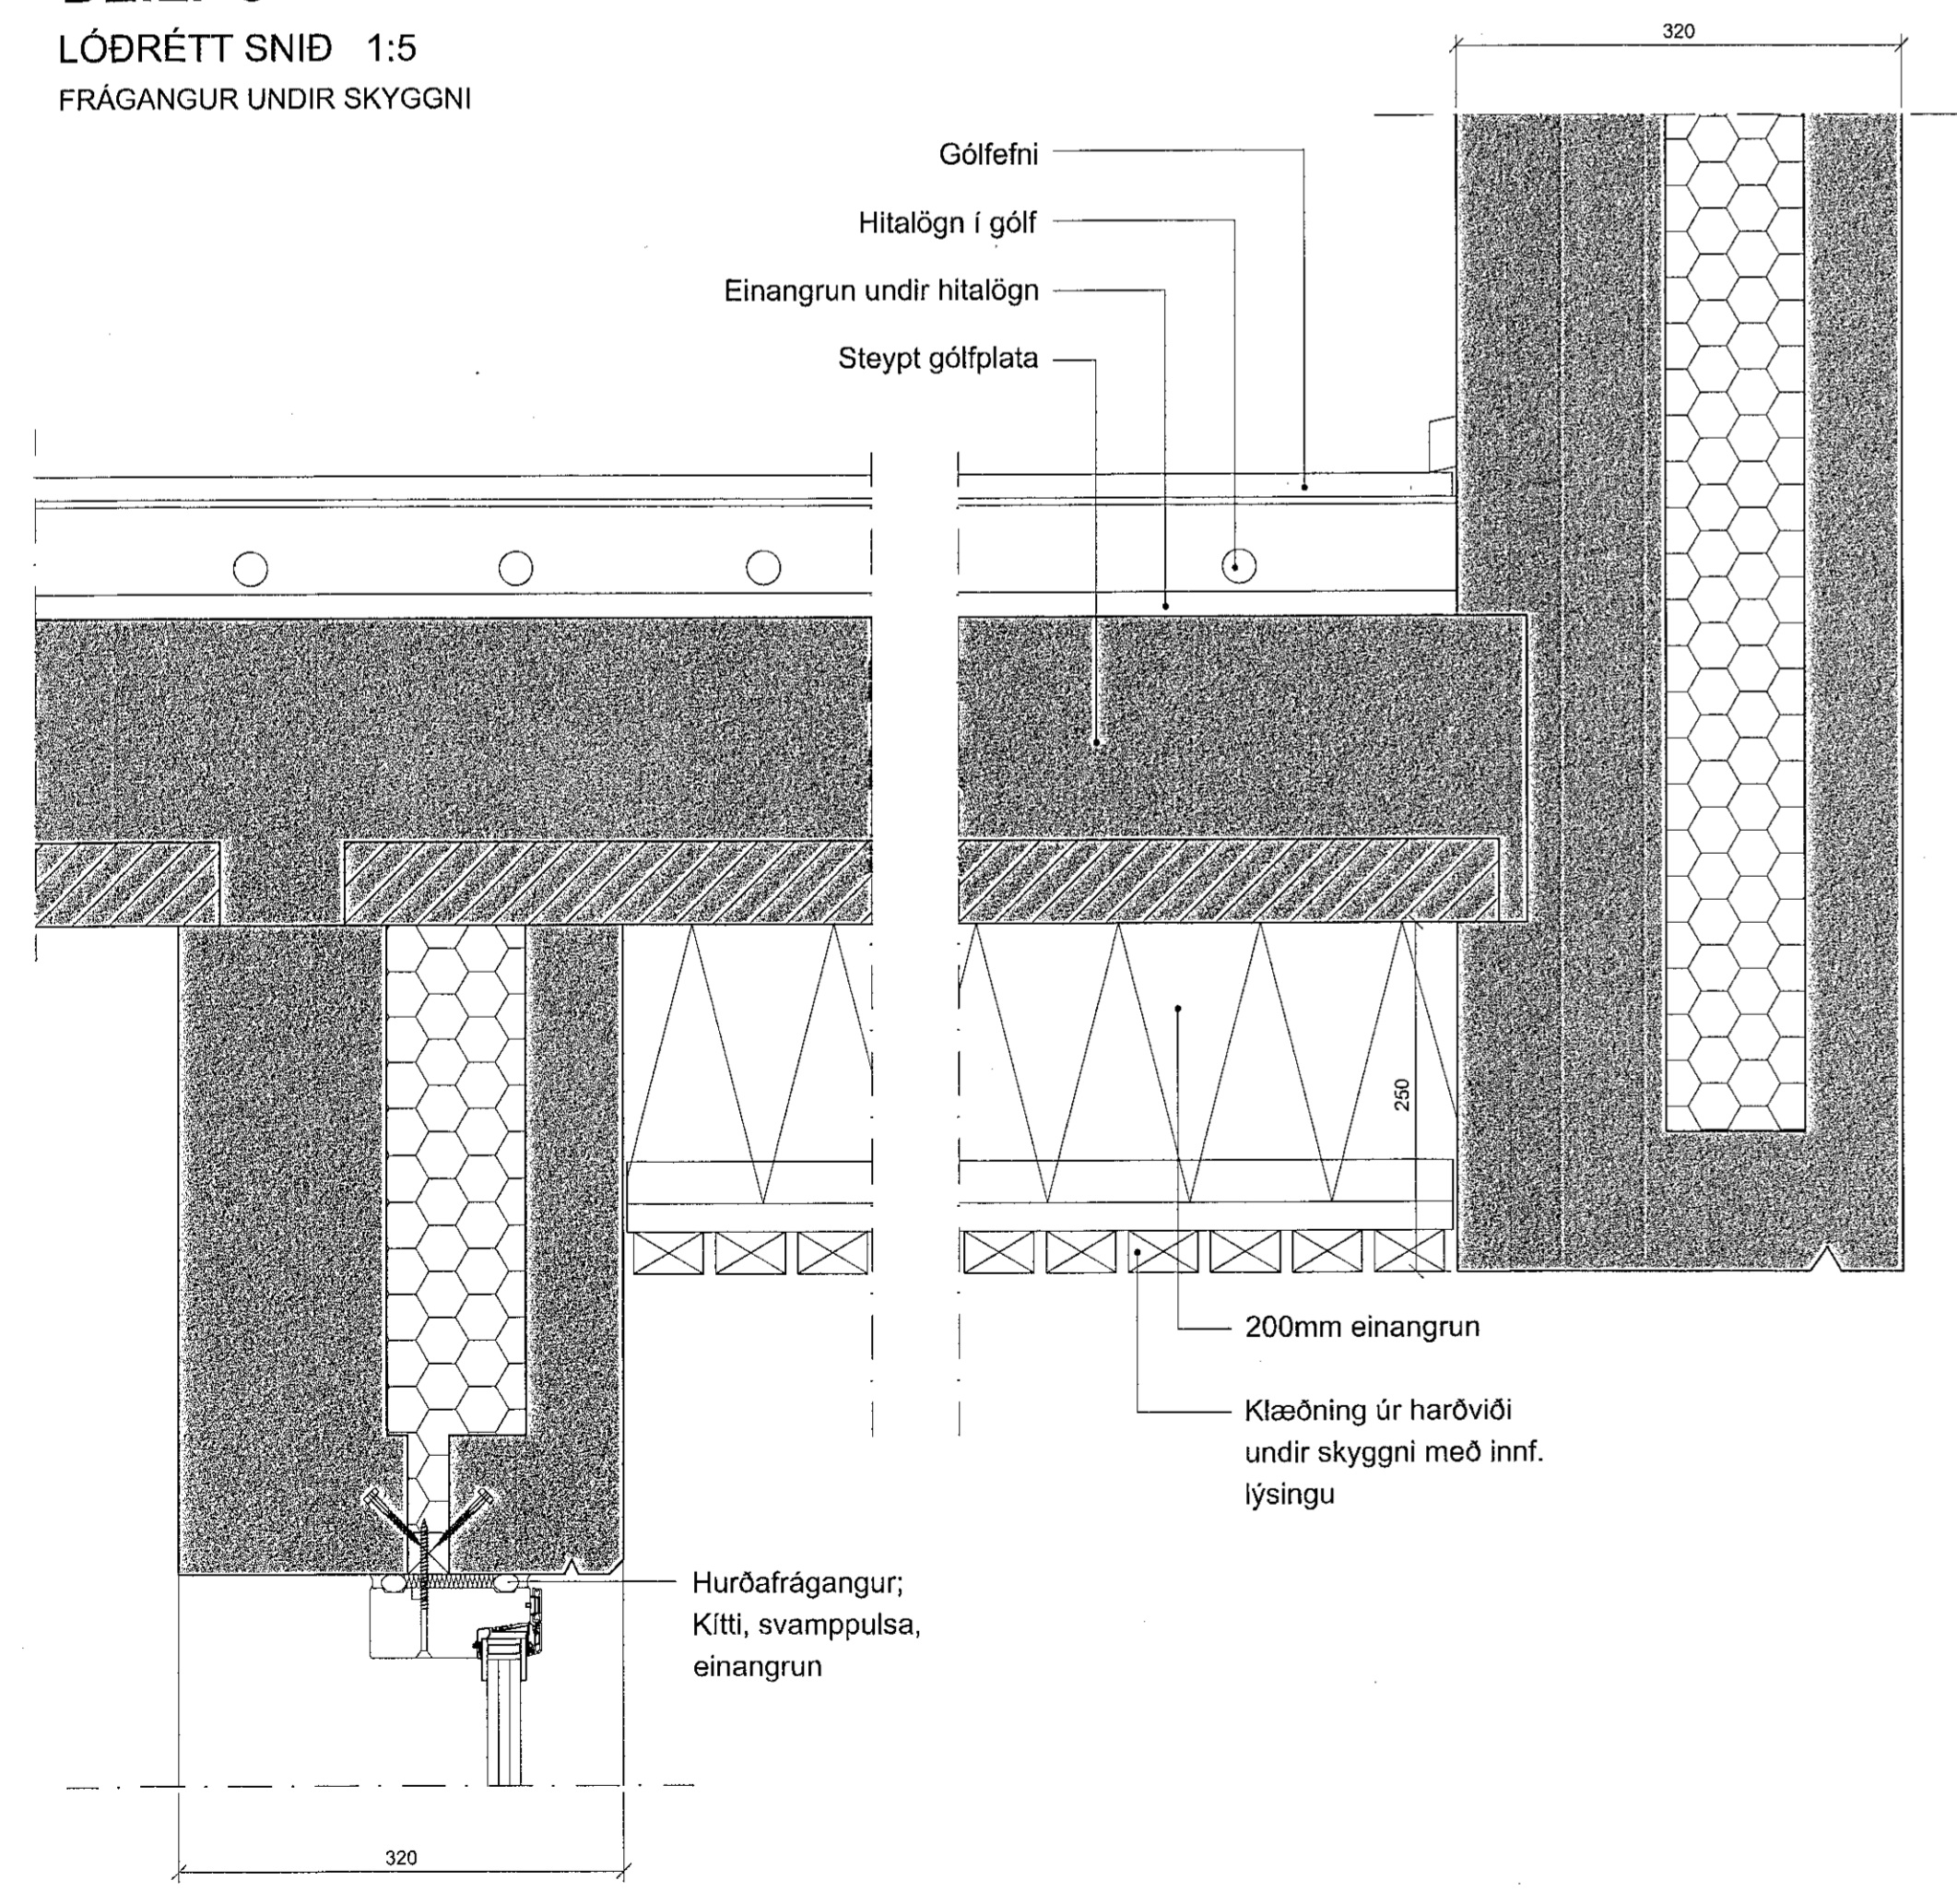 LÓÐRÉTT SNIÐ 1:5
FRÁGANGUR UNDIR SKYGGNI
320
Gólfefni
Hitalögn í gólf
Einangrun undir hitalögn
Steypt gólfplata
250
200mm einangrun
Klæðning úr harðviði
undir skyggni með innf.
lýsingu
Hurðafrágangur;
Kítti, svamppulsa,
einangrun
320